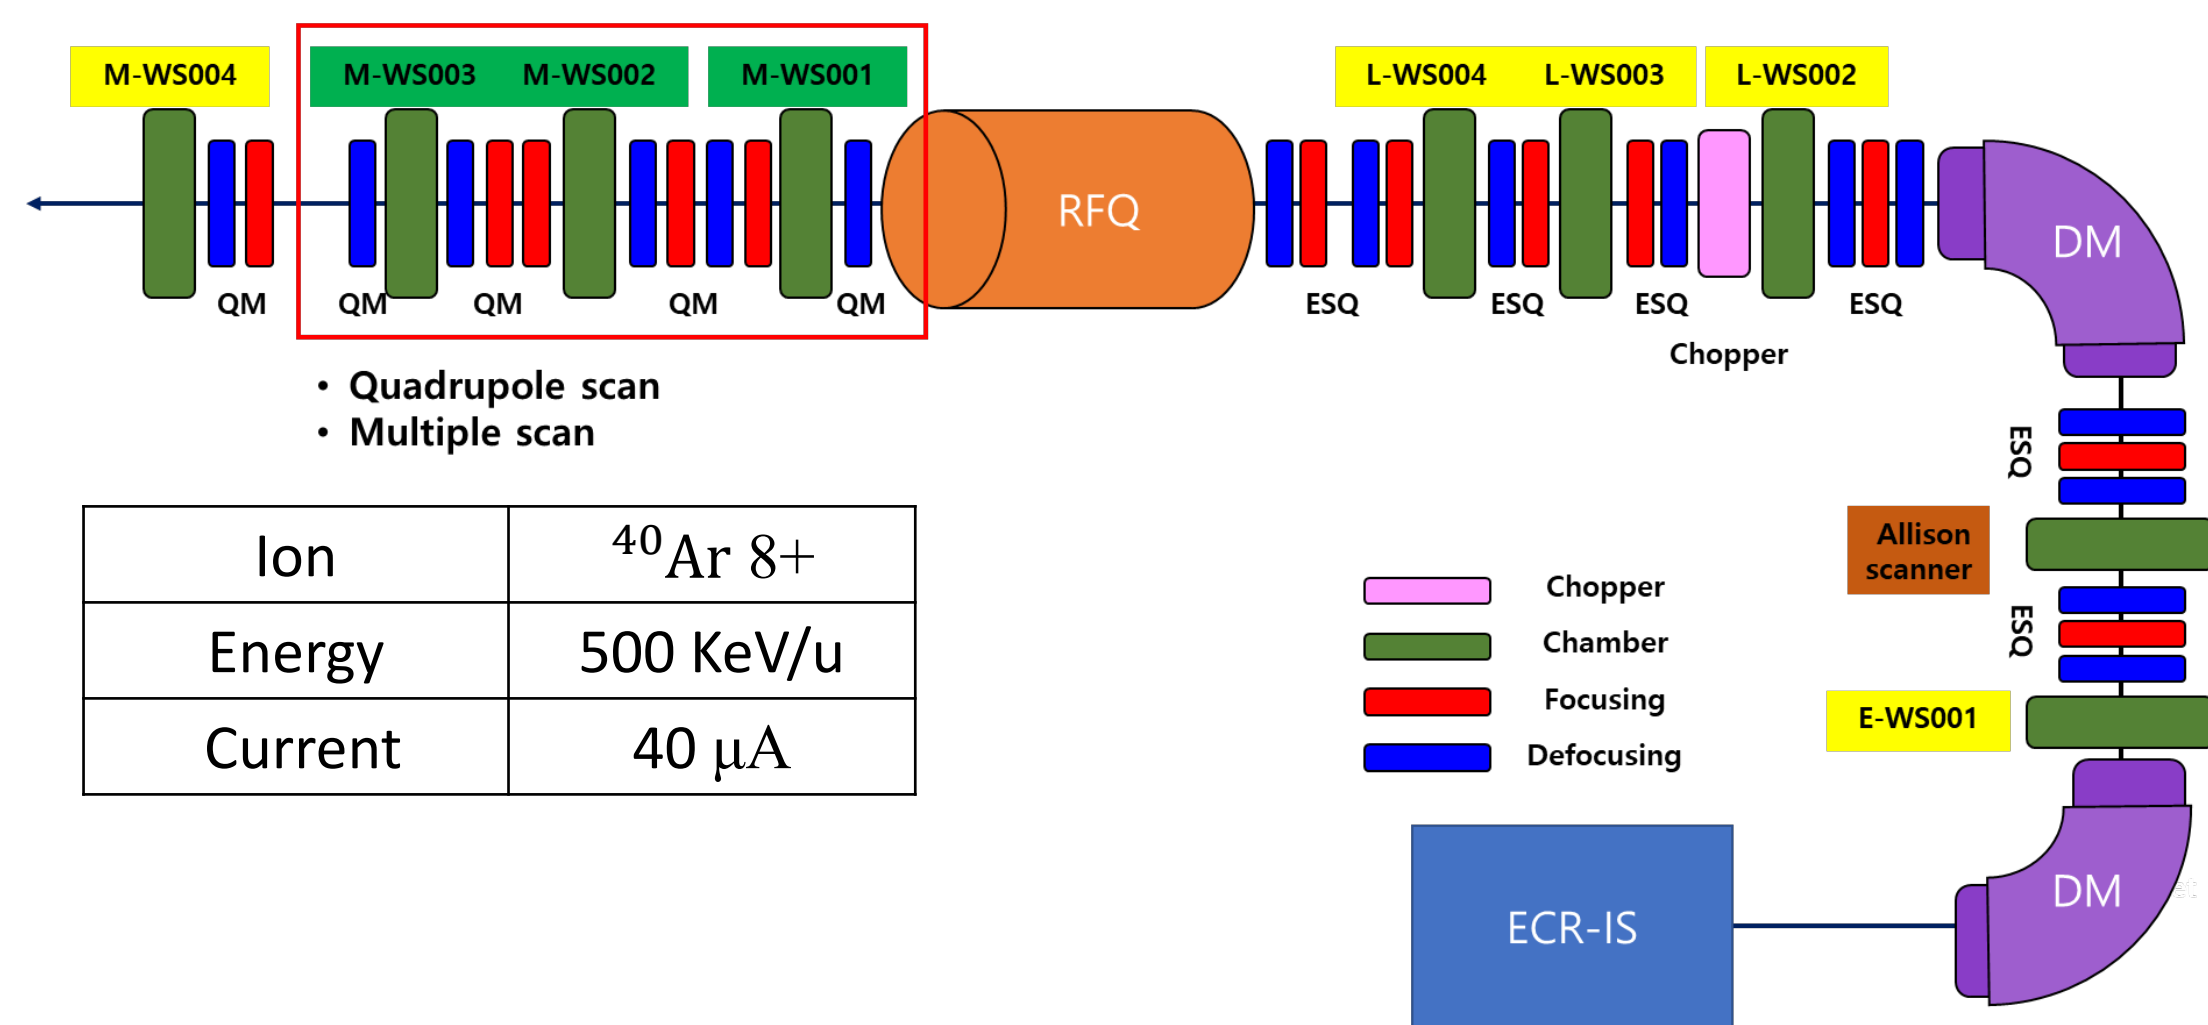 M-WS004
M-WS003 M-WS002
M-WS001
L-WS004 L-WS003
L-WS002
RFQ
DM
QM
QM
QM
QM
QM
ESQ
ESQ
ESQ
ESQ
Chopper
• Quadrupole scan
• Multiple scan
ESQ
Allison
scanner
ESQ
E-WS001
Ion ⁴⁰Ar 8+
Energy 500 KeV/u
Current 40 μA
Chopper
Chamber
Focusing
Defocusing
ECR-IS
DM